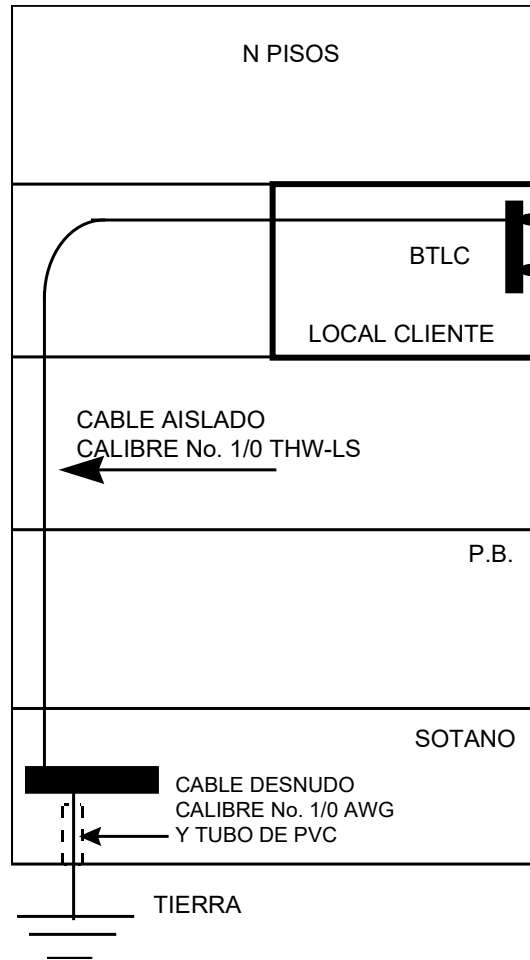 N PISOS
BTLC
LOCAL CLIENTE
CABLE AISLADO
CALIBRE No. 1/0 THW-LS
P.B.
SOTANO
CABLE DESNUDO
CALIBRE No. 1/0 AWG
Y TUBO DE PVC
TIERRA